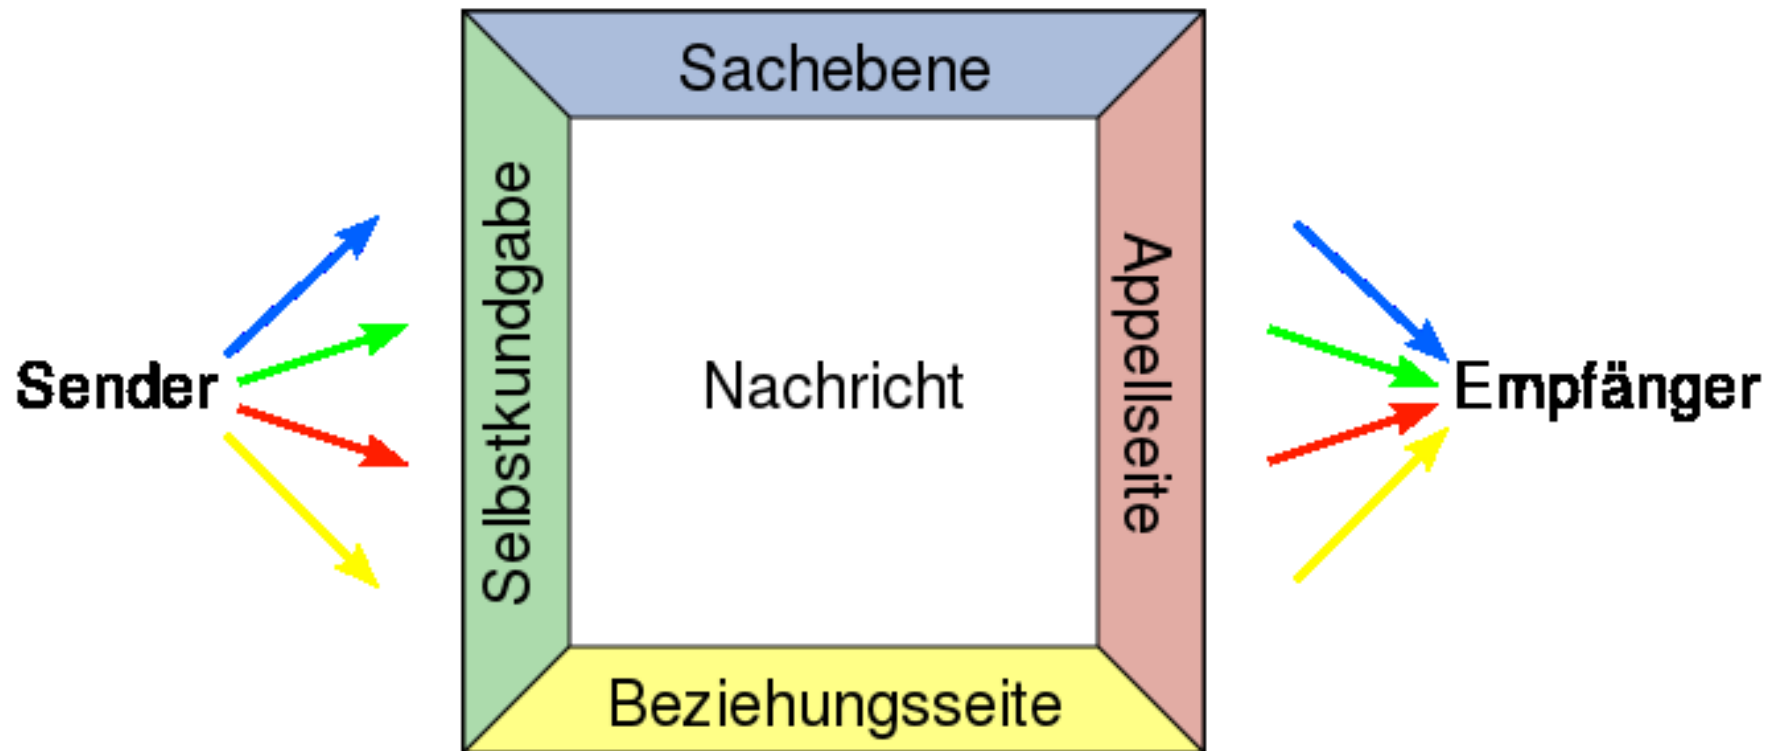 Sachebene
Selbstkundgabe
Sender
Nachricht
Appellseite
Empfänger
Beziehungsseite